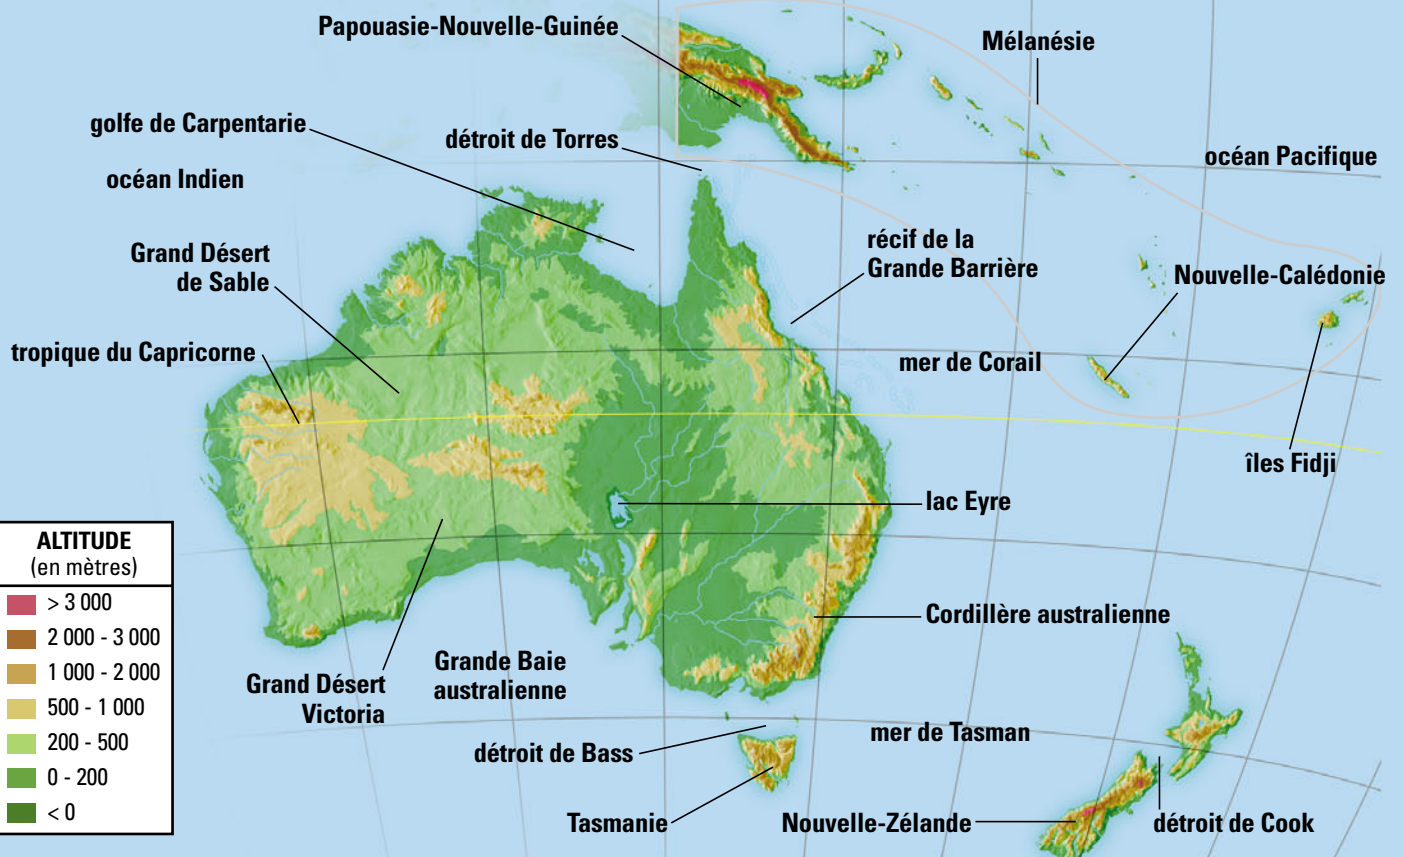 Papouasie-Nouvelle-Guinée
Mélanésie
golfe de Carpentarie
détroit de Torres
océan Pacifique
océan Indien
Grand Désert
de Sable
récif de la
Grande Barrière
Nouvelle-Calédonie
tropique du Capricorne
mer de Corail
îles Fidji
lac Eyre
ALTITUDE
(en mètres)
> 3 000
2 000 - 3 000
1 000 - 2 000
500 - 1 000
200 - 500
0 - 200
< 0
Cordillère australienne
Grande Baie
australienne
Grand Désert
Victoria
mer de Tasman
détroit de Bass
Tasmanie
Nouvelle-Zélande
détroit de Cook